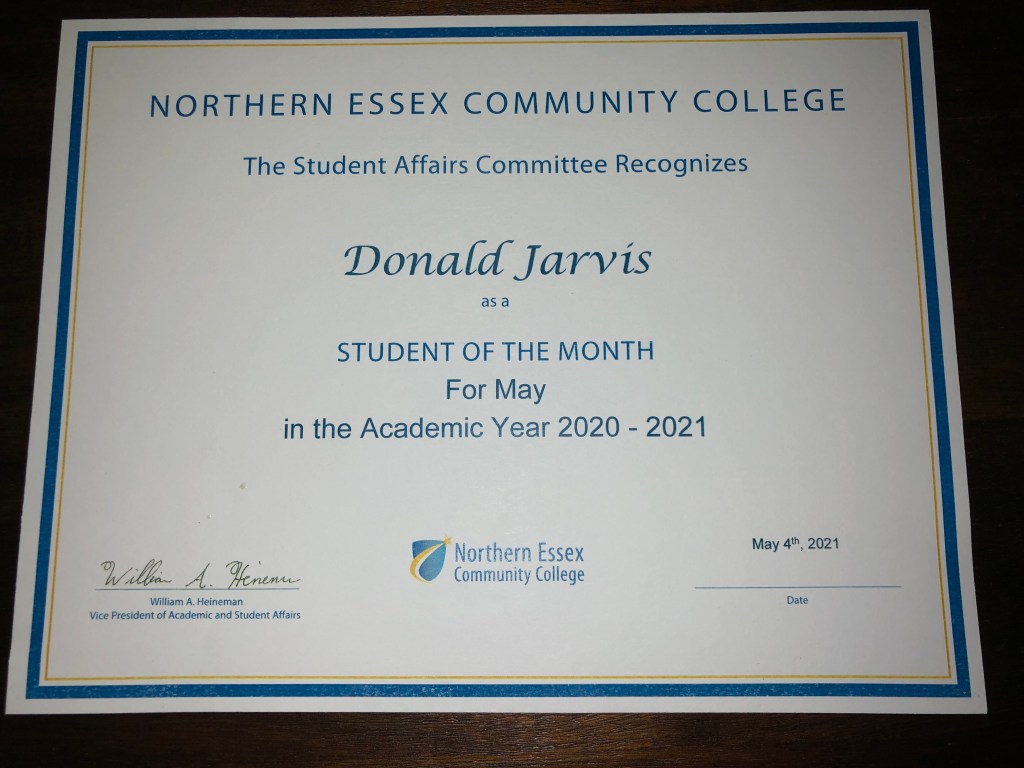 NORTHERN ESSEX COMMUNITY COLLEGE
The Student Affairs Committee Recognizes
Donald Jarvis
as a
STUDENT OF THE MONTH
For May
in the Academic Year 2020 - 2021
William A. Heineman
William A. Heineman
Vice President of Academic and Student Affairs
Northern Essex
Community College
May 4th, 2021
Date